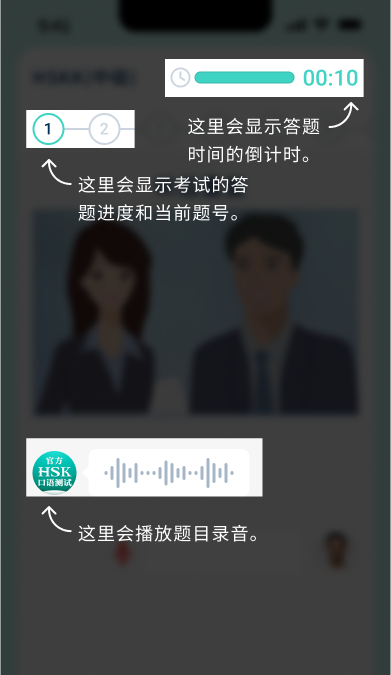 00:10
1
2
这里会显示答题
时间的倒计时。
这里会显示考试的答
题进度和当前题号。
官方
HSK
口语测试
这里会播放题目录音。